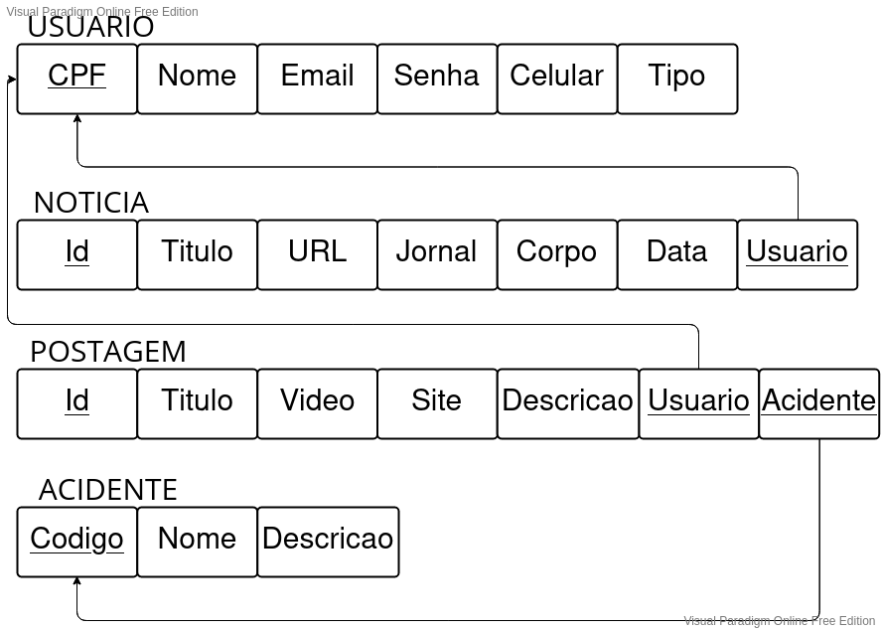 Visual Paradigm Online Free Edition
USUARIO
CPF Nome Email Senha Celular Tipo
NOTICIA
Id Titulo URL Jornal Corpo Data Usuario
POSTAGEM
Id Titulo Video Site Descricao Usuario Acidente
ACIDENTE
Codigo Nome Descricao
Visual Paradigm Online Free Edition